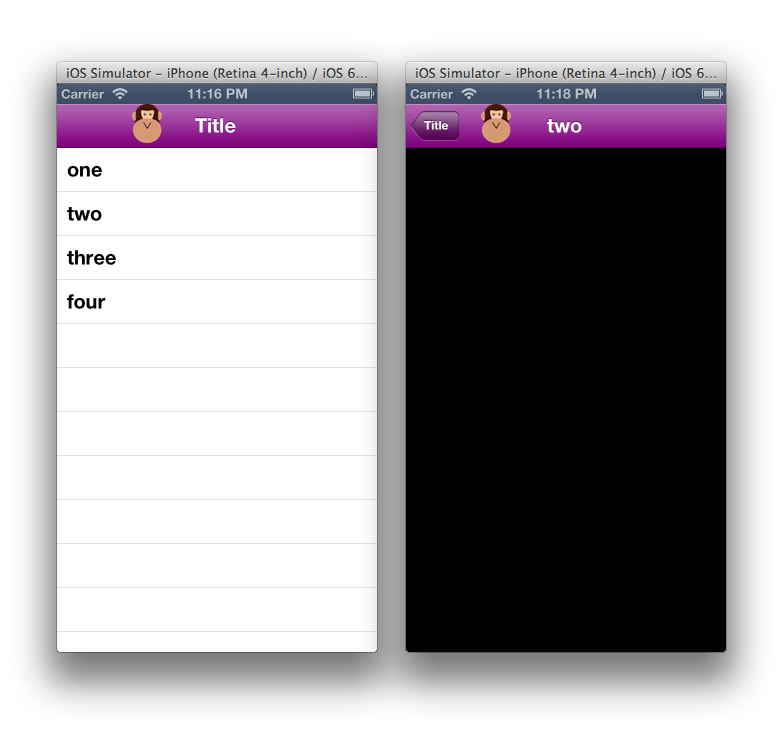 iOS Simulator – iPhone (Retina 4-inch) / iOS 6...
Carrier 11:16 PM
Title
one
two
three
four
iOS Simulator – iPhone (Retina 4-inch) / iOS 6...
Carrier 11:18 PM
Title two